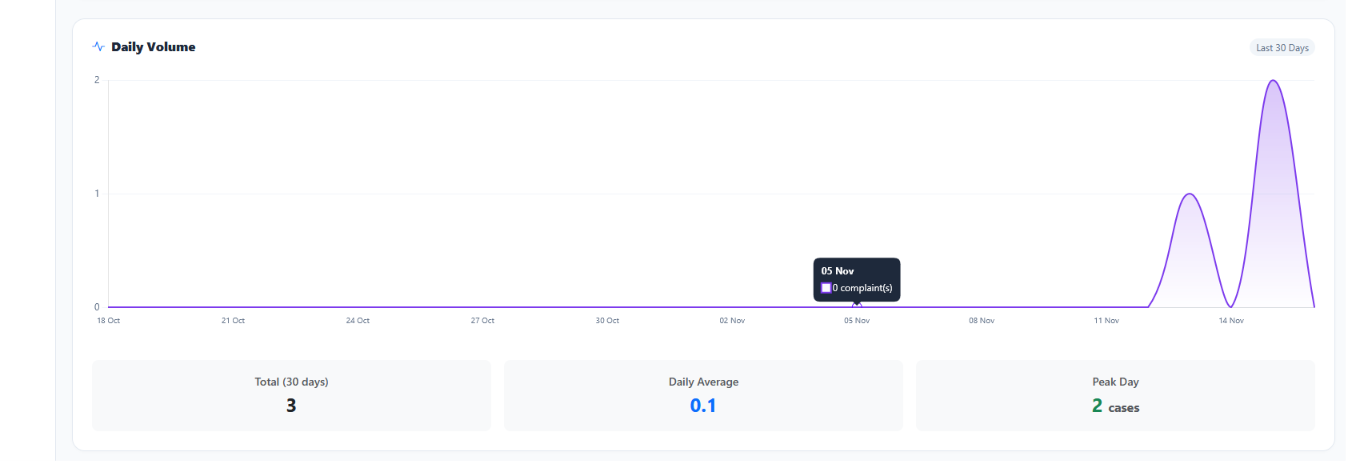 Daily Volume
Last 30 Days
2
1
0
05 Nov
0 complaint(s)
18 Oct 21 Oct 24 Oct 27 Oct 30 Oct 02 Nov 05 Nov 08 Nov 11 Nov 14 Nov
Total (30 days)
3
Daily Average
0.1
Peak Day
2 cases